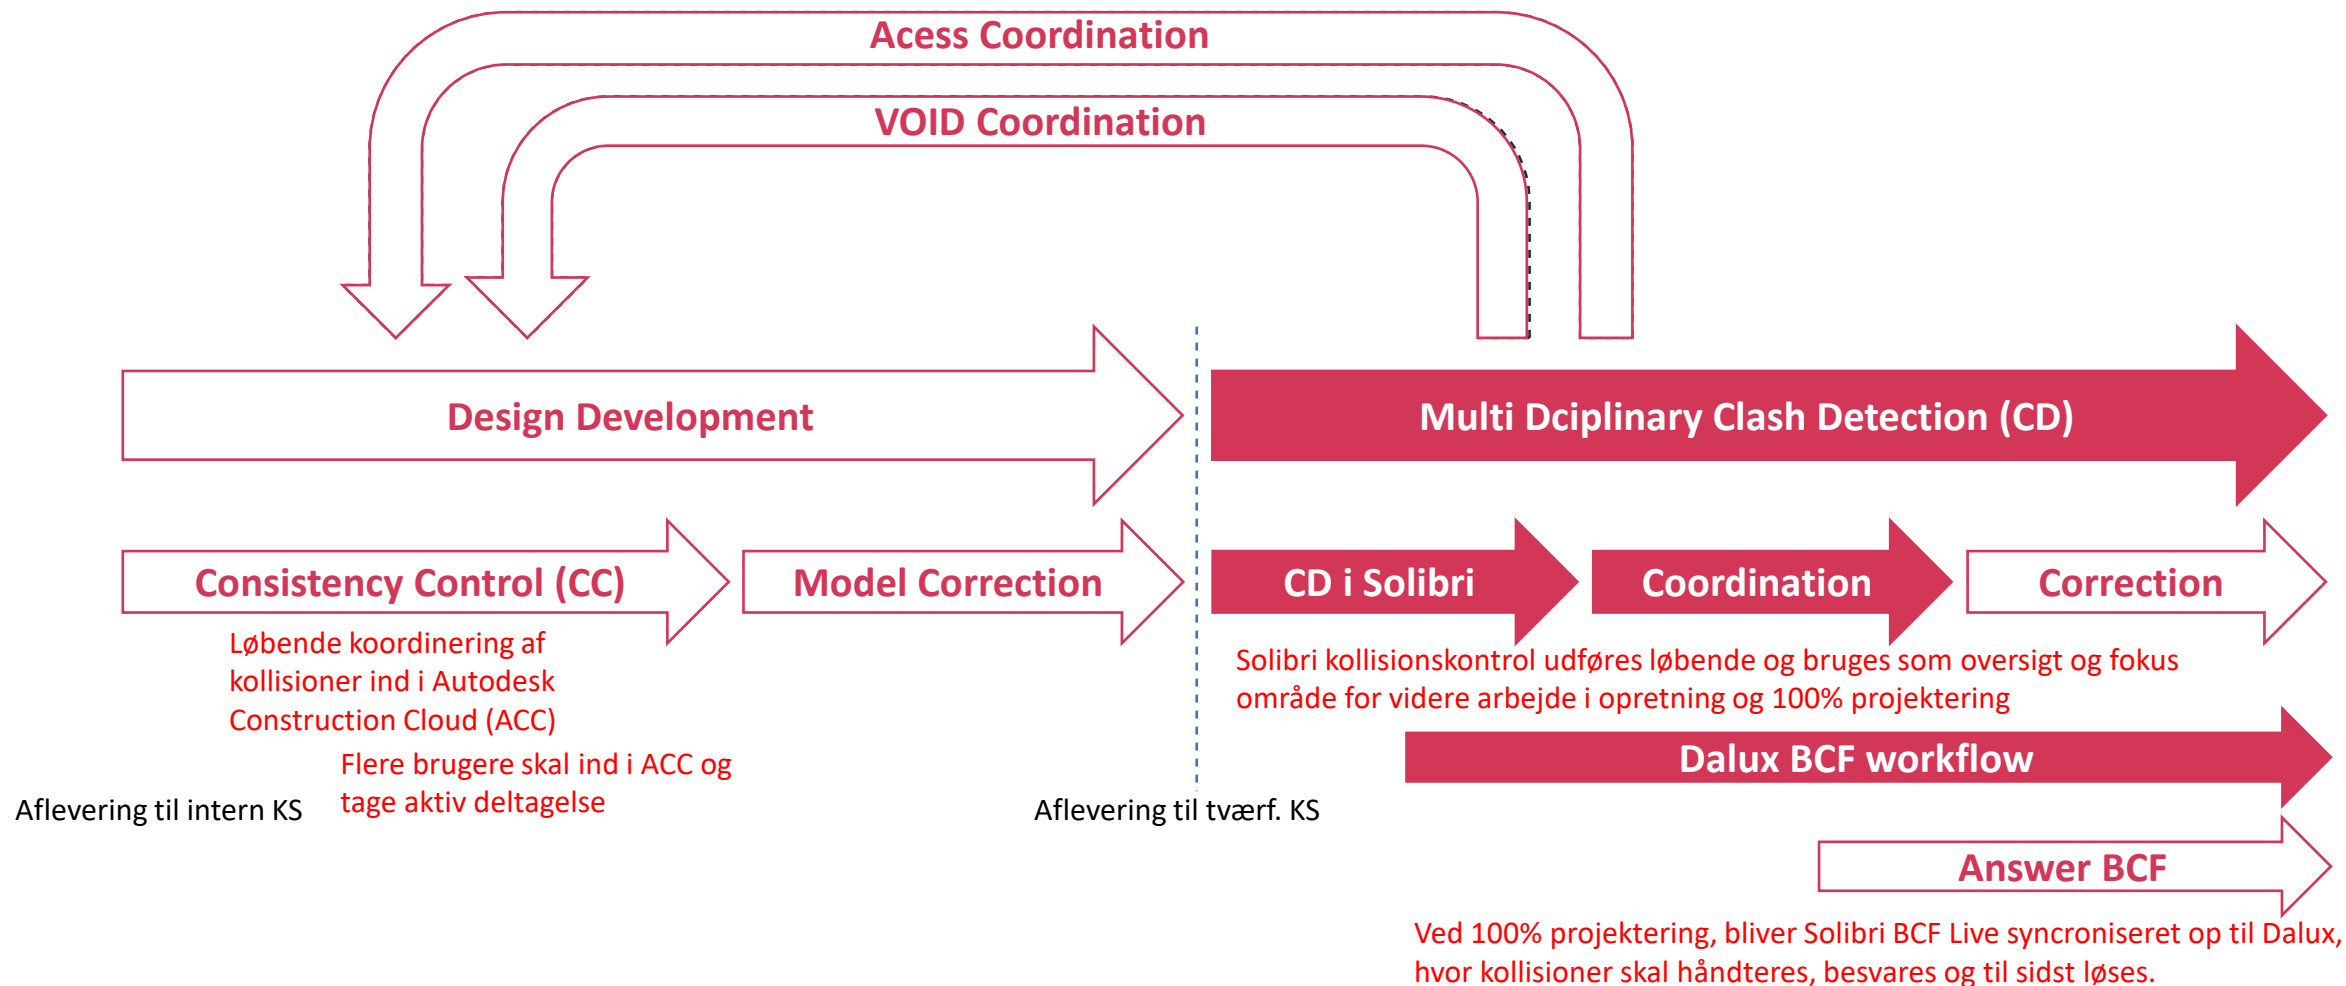 Acess Coordination
VOID Coordination
Design Development
Multi Dciplinary Clash Detection (CD)
Consistency Control (CC)
Model Correction
CD i Solibri
Coordination
Correction
Løbende koordinering af
kollisioner ind i Autodesk
Construction Cloud (ACC)
Flere brugere skal ind i ACC og
tage aktiv deltagelse
Solibri kollisionskontrol udføres løbende og bruges som oversigt og fokus
område for videre arbejde i opretning og 100% projektering
Dalux BCF workflow
Aflevering til intern KS
Aflevering til tværf. KS
Answer BCF
Ved 100% projektering, bliver Solibri BCF Live syncroniseret op til Dalux,
hvor kollisioner skal håndteres, besvares og til sidst løses.